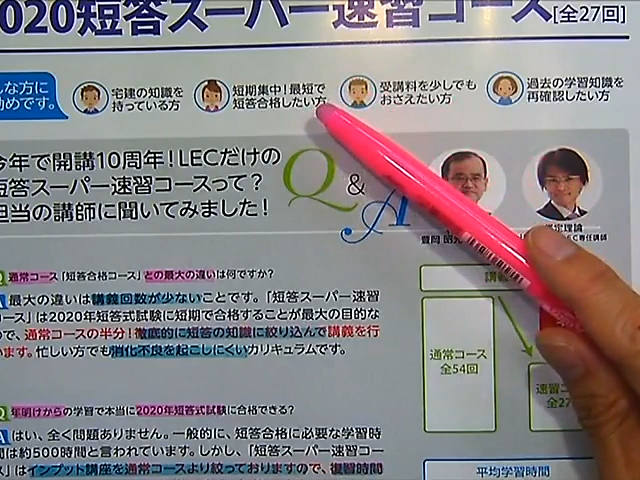 2020短答スーパー速習コース[全27回]
んな方に
勧めです。
宅建の知識を
持っている方
短期集中！最短で
短答合格したい方
受講料を少しでも
おさえたい方
過去の学習知識を
再確認したい方
今年で開講10周年！LECだけの
短答スーパー速習コースって？
担当の講師に聞いてみました！
Q & A
Q 通常コース「短答合格コース」との最大の違いは何ですか？
A 最大の違いは講義回数が少ないことです。「短答スーパー速習
コース」は2020年短答式試験に短期で合格することが最大の目的な
ので、通常コースの半分！徹底的に短答の知識に絞り込んで講義を行
います。忙しい方でも消化不良を起こしにくいカリキュラムです。
通常コース
全54回
速習コ
全27
Q 年明けからの学習で本当に2020年短答式試験に合格できる？
A はい、全く問題ありません。一般的に、短答合格に必要な学習時
間は約500時間と言われています。しかし、「短答スーパー速習コー
ス」はインプット講座を通常コースより絞っておりますので、復習時間
平均学習時間